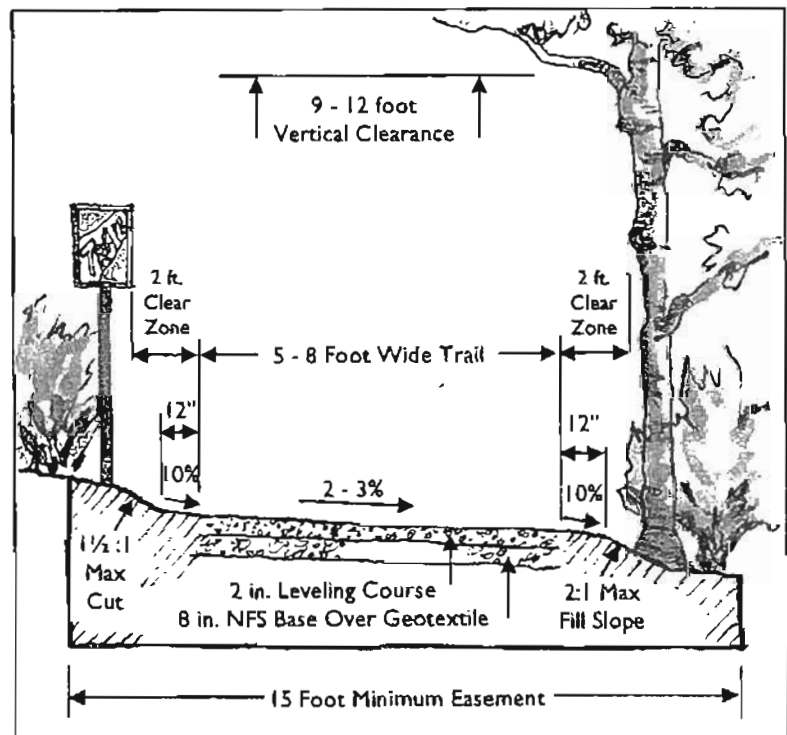 9 - 12 foot
Vertical Clearance
2 ft.
Clear
Zone
2 ft.
Clear
Zone
5 - 8 Foot Wide Trail
12"
12"
10%
2 - 3%
10%
1½ :1
Max
Cut
2 in. Leveling Course
8 in. NFS Base Over Geotextile
2:1 Max
Fill Slope
15 Foot Minimum Easement